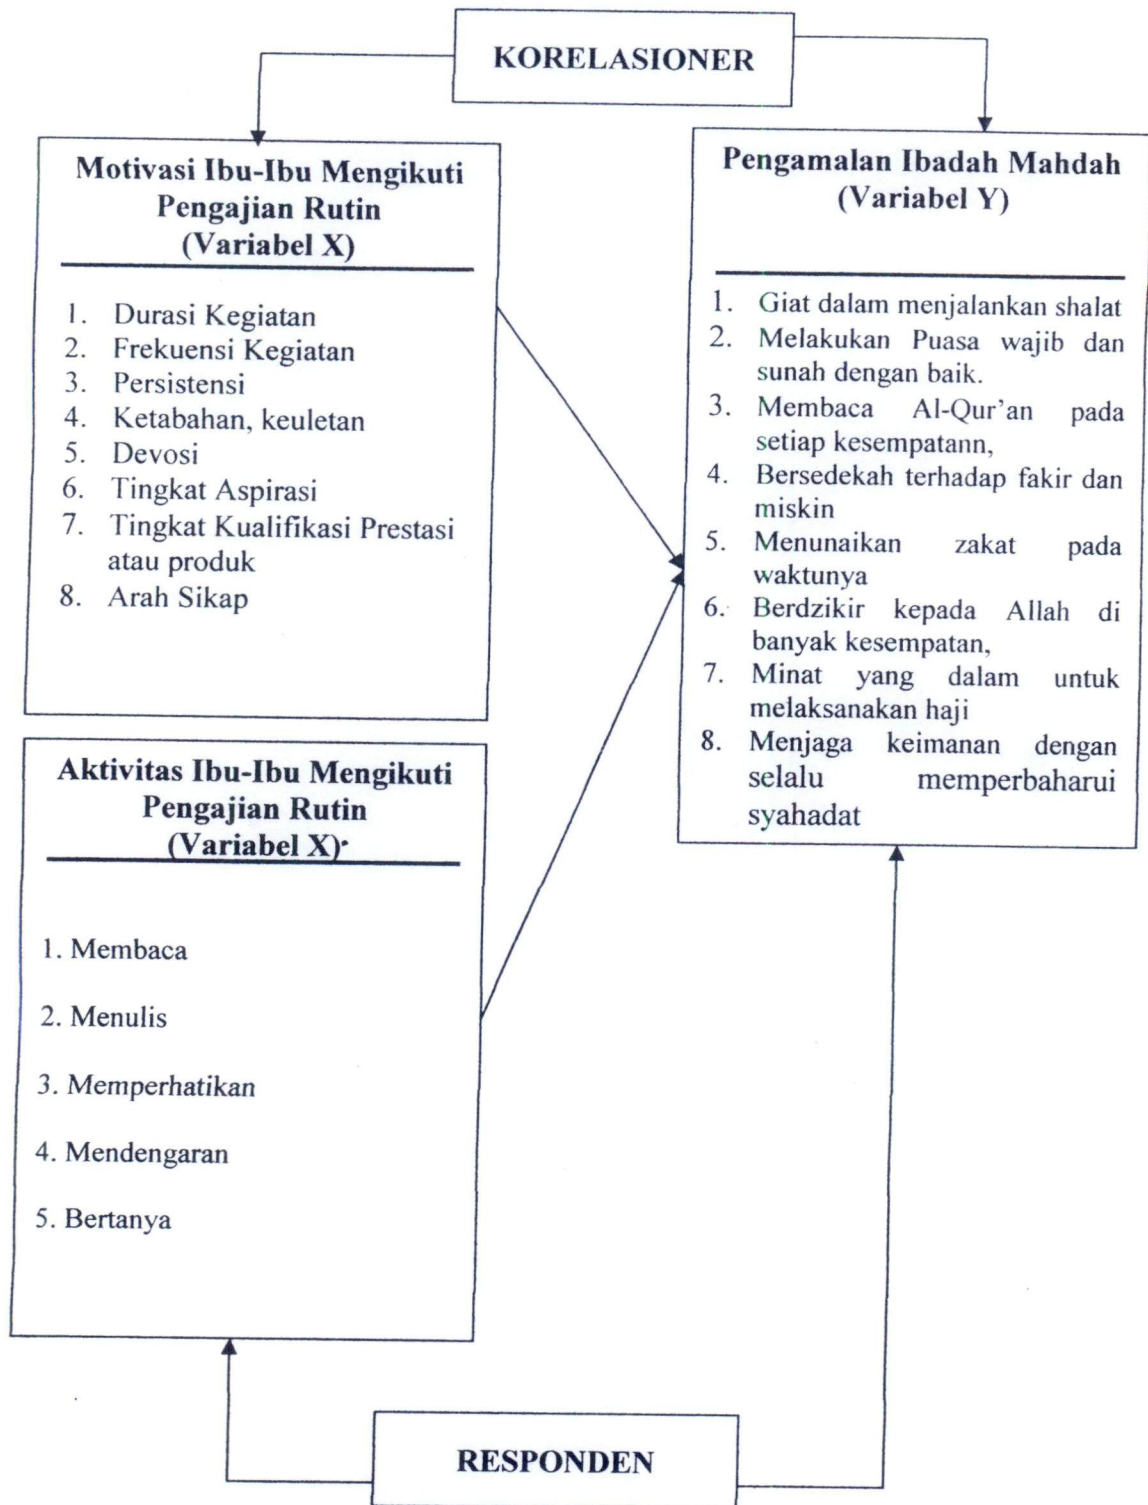 KORELASIONER
Motivasi Ibu-Ibu Mengikuti
Pengajian Rutin
(Variabel X)
1. Durasi Kegiatan
2. Frekuensi Kegiatan
3. Persistensi
4. Ketabahan, keuletan
5. Devosi
6. Tingkat Aspirasi
7. Tingkat Kualifikasi Prestasi
atau produk
8. Arah Sikap
Pengamalan Ibadah Mahdah
(Variabel Y)
1. Giat dalam menjalankan shalat
2. Melakukan Puasa wajib dan
sunah dengan baik.
3. Membaca Al-Qur'an pada
setiap kesempatann,
4. Bersedekah terhadap fakir dan
miskin
5. Menunaikan zakat pada
waktunya
6. Berdzikir kepada Allah di
banyak kesempatan,
7. Minat yang dalam untuk
melaksanakan haji
8. Menjaga keimanan dengan
selalu memperbaharui
syahadat
Aktivitas Ibu-Ibu Mengikuti
Pengajian Rutin
(Variabel X)
1. Membaca
2. Menulis
3. Memperhatikan
4. Mendengaran
5. Bertanya
RESPONDEN